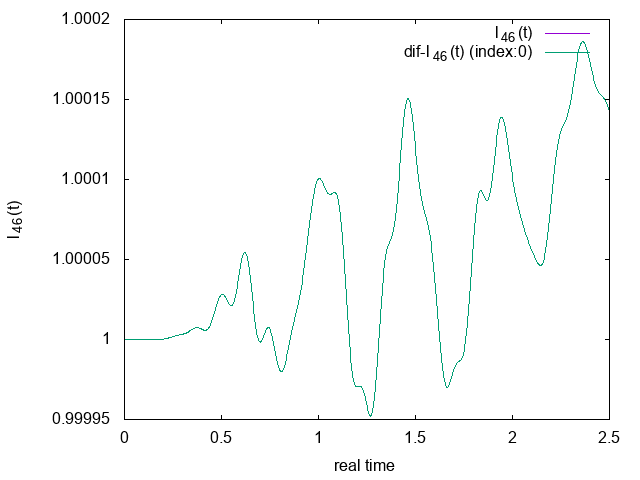 1.0002
I46(t)
dif-I46(t) (index:0)
1.00015
1.0001
I46(t)
1.00005
1
0.99995
0 0.5 1 1.5 2 2.5
real time